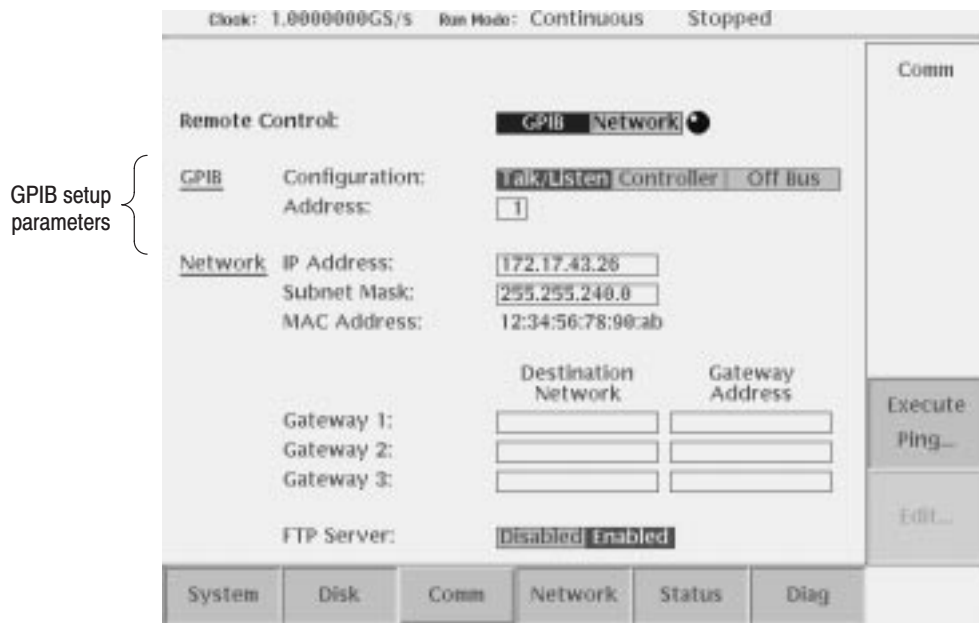 Clock: 1.0000000GS/s Run Mode: Continuous Stopped
Comm
Remote Control: GPIB Network
GPIB setup
parameters
GPIB Configuration: Talk/Listen Controller Off Bus
Address: 1
Network IP Address: 172.17.43.26
Subnet Mask: 255.255.240.0
MAC Address: 12:34:56:78:90:ab
Destination
Network
Gateway
Address
Gateway 1:
Gateway 2:
Gateway 3:
FTP Server: Disabled Enabled
Execute
Ping...
Edit...
System Disk Comm Network Status Diag